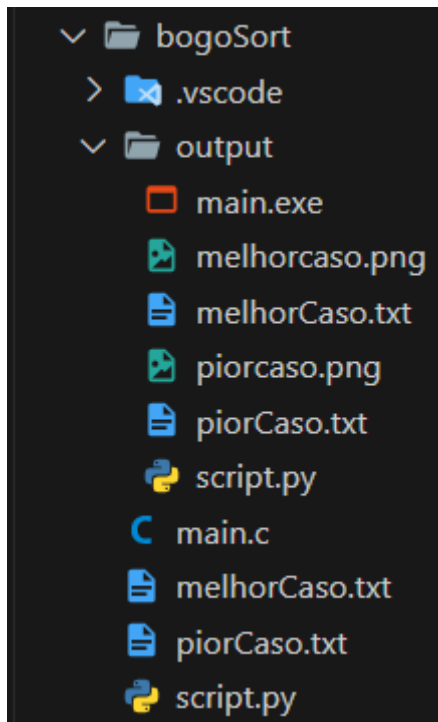 bogoSort
.vscode
output
main.exe
melhorcaso.png
melhorCaso.txt
piorcaso.png
piorCaso.txt
script.py
C main.c
melhorCaso.txt
piorCaso.txt
script.py